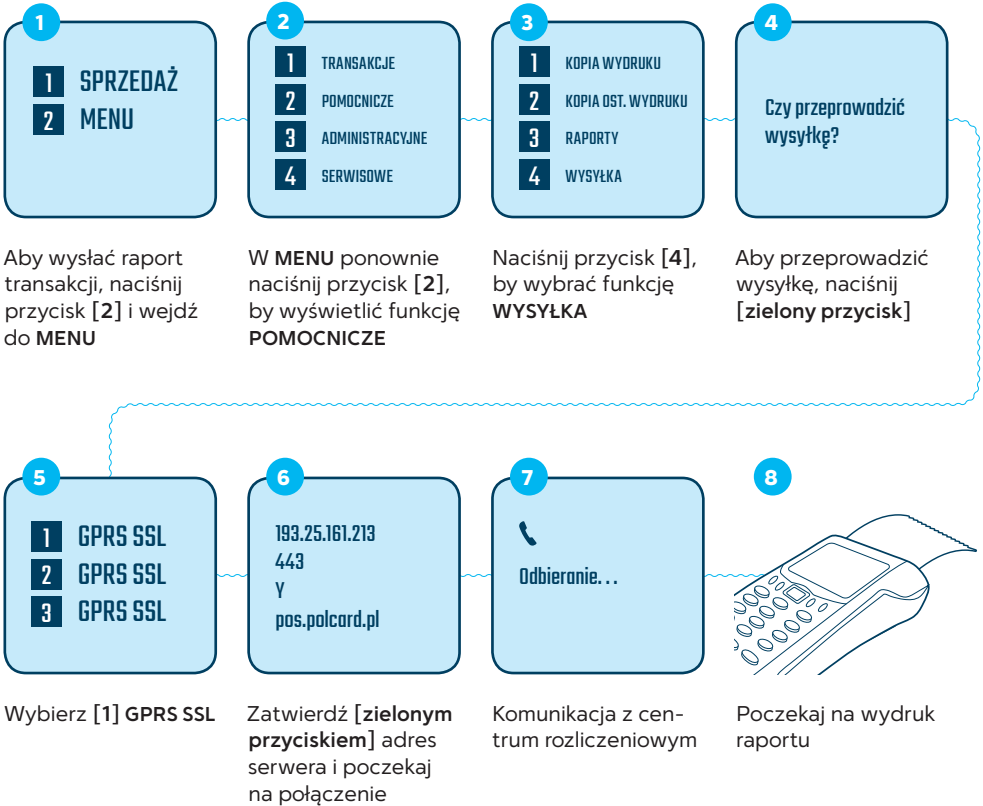 1
1 SPRZEDAŻ
2 MENU
Aby wysłać raport
transakcji, naciśnij
przycisk [2] i wejdź
do MENU
2
1 TRANSAKCJE
2 POMOCNICZE
3 ADMINISTRACYJNE
4 SERWISOWE
W MENU ponownie
naciśnij przycisk [2],
by wyświetlić funkcję
POMOCNICZE
3
1 KOPIA WYDRUKU
2 KOPIA OST. WYDRUKU
3 RAPORTY
4 WYSYŁKA
Naciśnij przycisk [4],
by wybrać funkcję
WYSYŁKA
4
Czy przeprowadzić
wysyłkę?
Aby przeprowadzić
wysyłkę, naciśnij
[zielony przycisk]
5
1 GPRS SSL
2 GPRS SSL
3 GPRS SSL
Wybierz [1] GPRS SSL
6
193.25.161.213
443
Y
pos.polcard.pl
Zatwierdź [zielonym
przyciskiem] adres
serwera i poczekaj
na połączenie
7
Odbieranie...
Komunikacja z cen-
trum rozliczeniowym
8
Poczekaj na wydruk
raportu